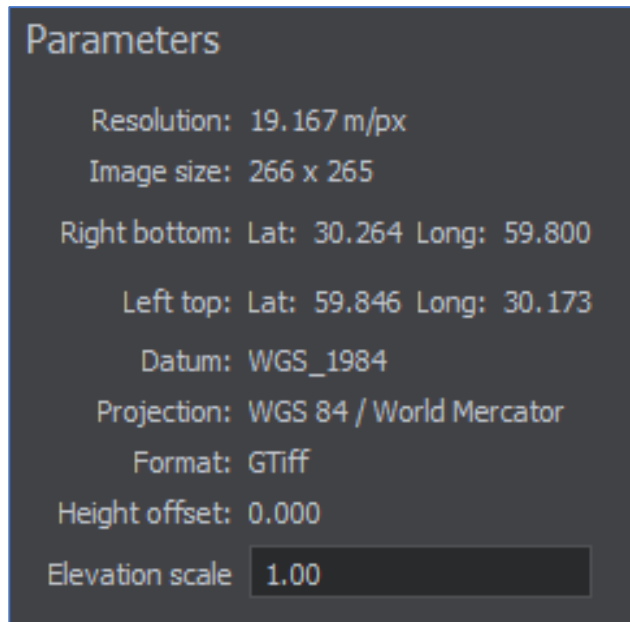 Parameters
Resolution: 19.167 m/px
Image size: 266 x 265
Right bottom: Lat: 30.264 Long: 59.800
Left top: Lat: 59.846 Long: 30.173
Datum: WGS_1984
Projection: WGS 84 / World Mercator
Format: GTiff
Height offset: 0.000
Elevation scale 1.00